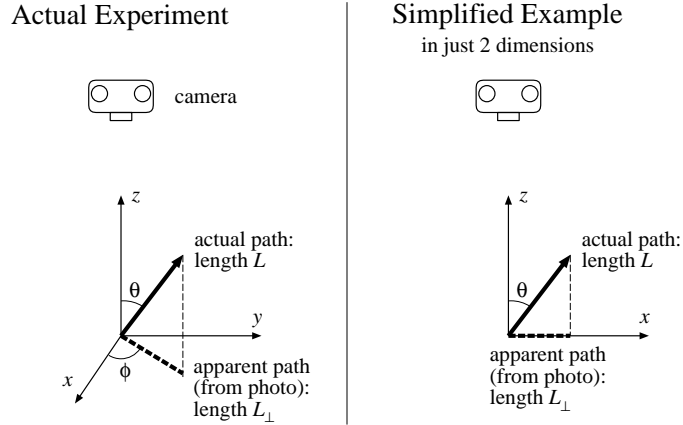 Actual Experiment
camera
z
actual path:
length L
θ
y
x
ϕ
apparent path
(from photo):
length L⊥
Simplified Example
in just 2 dimensions
z
actual path:
length L
θ
x
apparent path
(from photo):
length L⊥